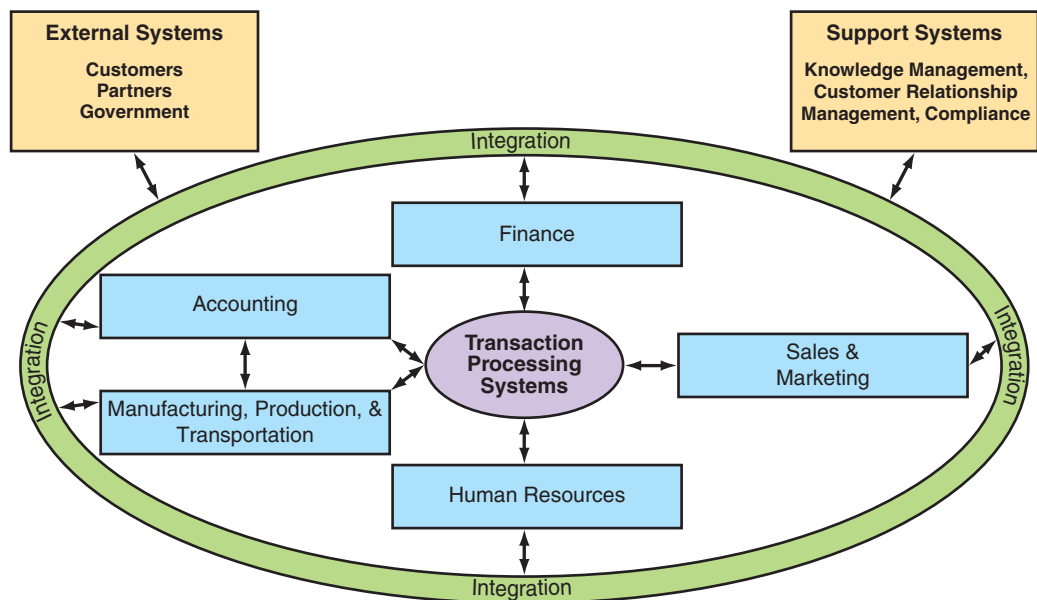 External Systems
Customers
Partners
Government
Support Systems
Knowledge Management,
Customer Relationship
Management, Compliance
Integration
Finance
Accounting
Transaction
Processing
Systems
Sales &
Marketing
Integration
Integration
Manufacturing, Production, &
Transportation
Human Resources
Integration